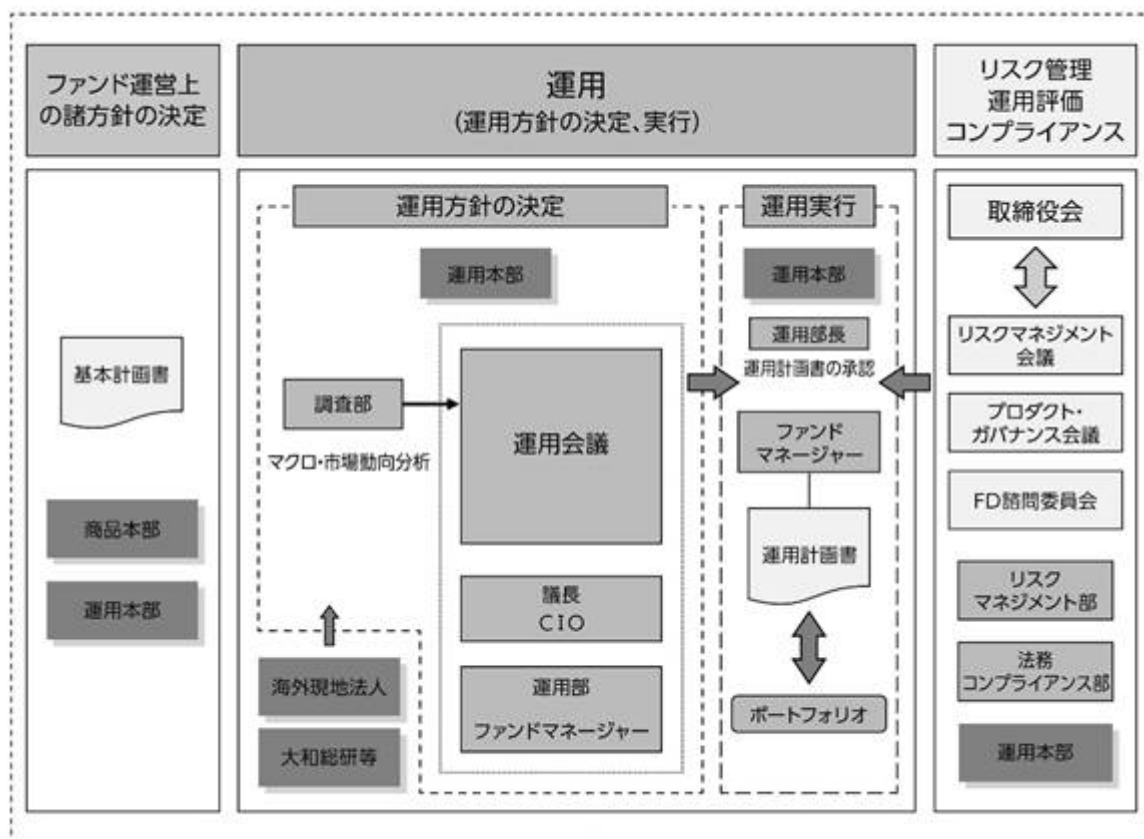 ファンド運営上
の諸方針の決定
運用
(運用方針の決定、実行)
リスク管理
運用評価
コンプライアンス
基本計画書
商品本部
運用本部
運用方針の決定
運用本部
調査部
マクロ・市場動向分析
運用会議
議長
CIO
運用部
ファンドマネージャー
海外現地法人
大和総研等
運用実行
運用本部
運用部長
運用計画書の承認
ファンド
マネージャー
運用計画書
ポートフォリオ
取締役会
リスクマネジメント
会議
プロダクト・
ガバナンス会議
FD諮問委員会
リスク
マネジメント部
法務
コンプライアンス部
運用本部